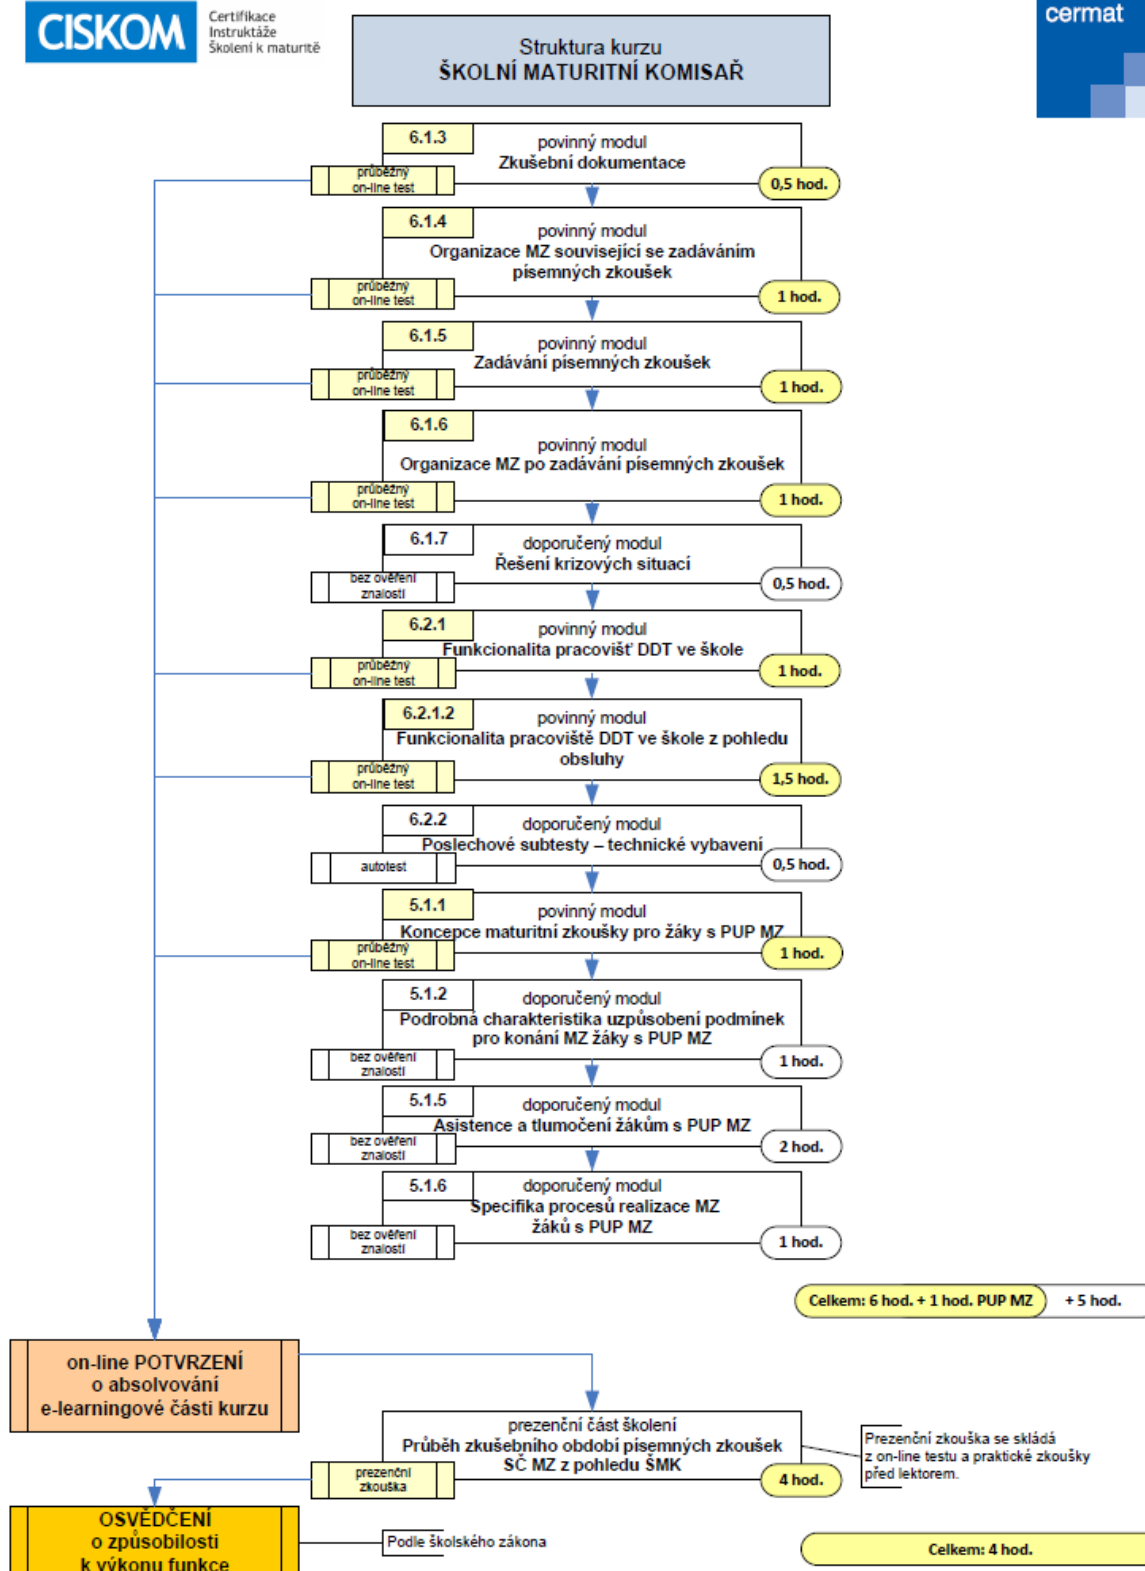 CISKOM
Certifikace
Instruktáže
Školení k maturitě
cermat
Struktura kurzu
ŠKOLNÍ MATURITNÍ KOMISAŘ
6.1.3
povinný modul
Zkušební dokumentace
průběžný
on-line test
0,5 hod.
6.1.4
povinný modul
Organizace MZ související se zadáváním
písemných zkoušek
průběžný
on-line test
1 hod.
6.1.5
povinný modul
Zadávání písemných zkoušek
průběžný
on-line test
1 hod.
6.1.6
povinný modul
Organizace MZ po zadávání písemných zkoušek
průběžný
on-line test
1 hod.
6.1.7
doporučený modul
Řešení krizových situací
bez ověření
znalostí
0,5 hod.
6.2.1
povinný modul
Funkcionalita pracovišť DDT ve škole
průběžný
on-line test
1 hod.
6.2.1.2
povinný modul
Funkcionalita pracoviště DDT ve škole z pohledu
obsluhy
průběžný
on-line test
1,5 hod.
6.2.2
doporučený modul
Poslechové subtesty – technické vybavení
autotest
0,5 hod.
5.1.1
povinný modul
Koncepce maturitní zkoušky pro žáky s PUP MZ
průběžný
on-line test
1 hod.
5.1.2
doporučený modul
Podrobná charakteristika uzpůsobení podmínek
pro konání MZ žáky s PUP MZ
bez ověření
znalostí
1 hod.
5.1.5
doporučený modul
Asistence a tlumočení žákům s PUP MZ
bez ověření
znalostí
2 hod.
5.1.6
doporučený modul
Specifika procesů realizace MZ
žáků s PUP MZ
bez ověření
znalostí
1 hod.
Celkem: 6 hod. + 1 hod. PUP MZ + 5 hod.
on-line POTVRZENÍ
o absolvování
e-learningové části kurzu
prezenční část školení
Průběh zkušebního období písemných zkoušek
SČ MZ z pohledu ŠMK
prezenční
zkouška
4 hod.
Prezenční zkouška se skládá
z on-line testu a praktické zkoušky
před lektorem.
OSVĚDČENÍ
o způsobilosti
k výkonu funkce
Podle školského zákona
Celkem: 4 hod.